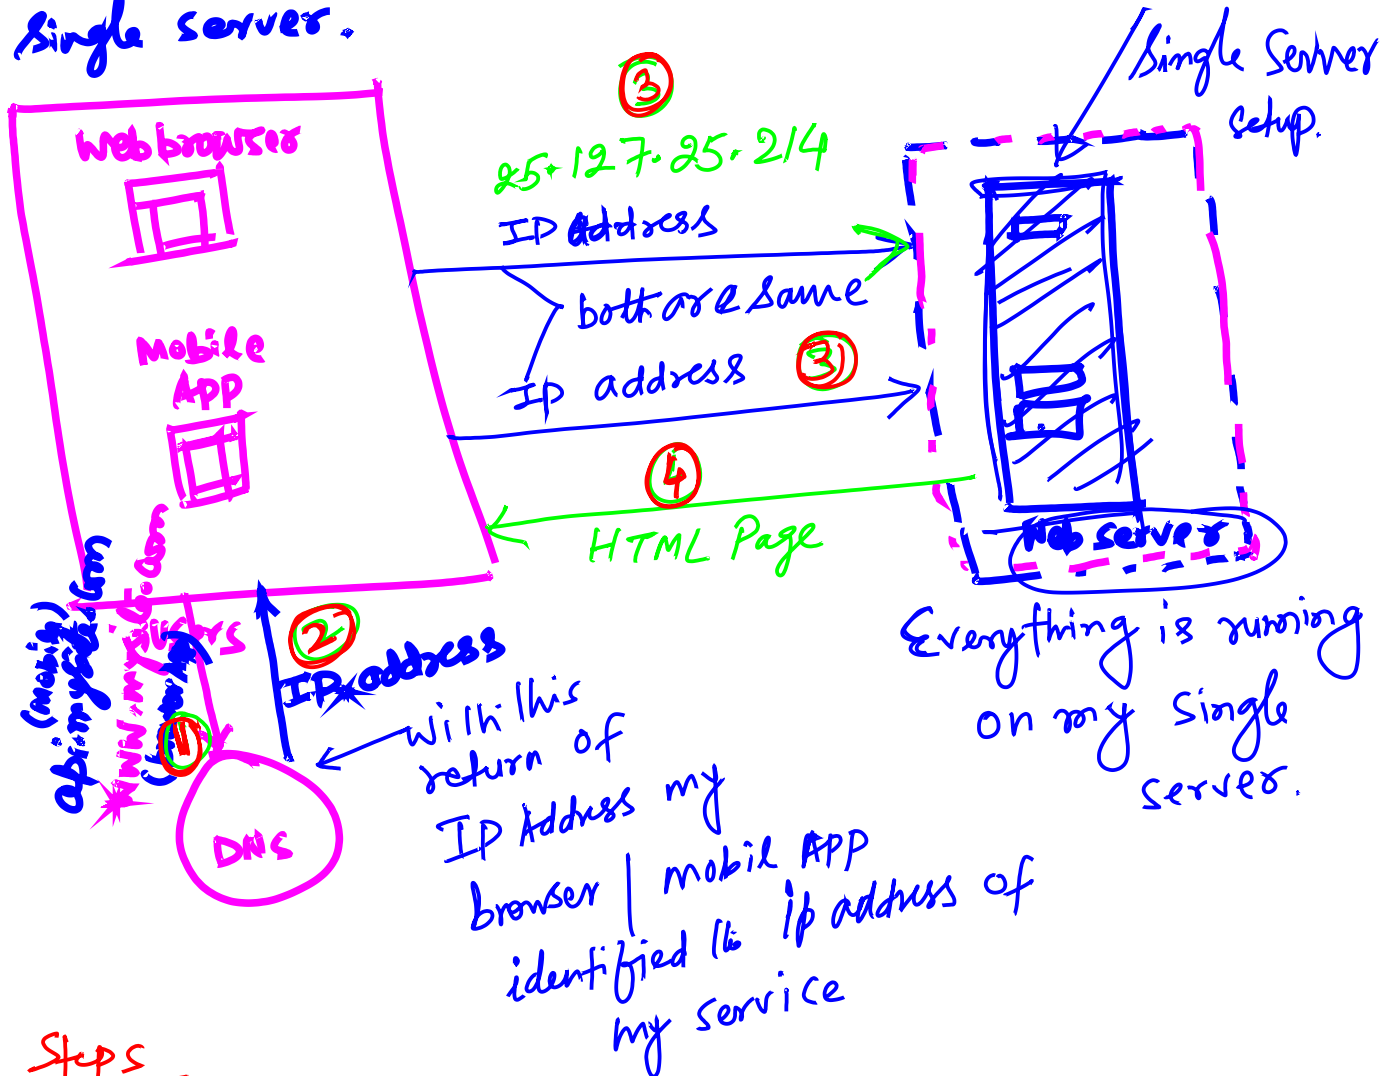 Single server.
Single Server
setup.
Web browser
3
25.127.25.214
IP address
both are same
Mobile
App
IP address
3
4
HTML Page
Web server
Everything is running
on my single
server.
users
2
IP address
1
DNS
With this
return of
IP Address my
browser / mobil APP
identified the ip address of
my service
Steps